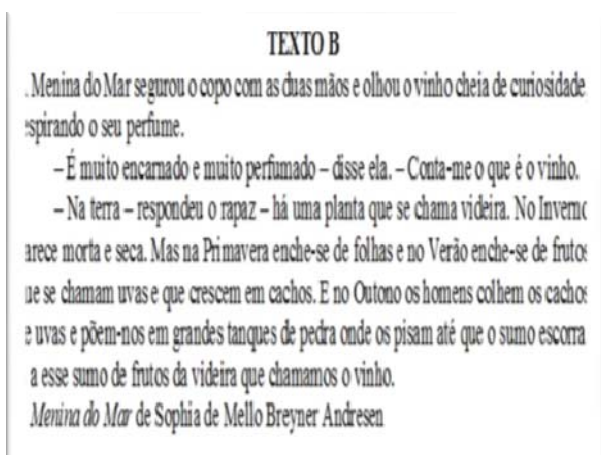 TEXTO B
. Menina do Mar segurou o copo com as duas mãos e olhou o vinho cheia de curiosidade
espirando o seu perfume.
– É muito encarnado e muito perfumado – disse ela. – Conta-me o que é o vinho.
– Na terra – respondeu o rapaz – há uma planta que se chama videira. No Inverno
arece morta e seca. Mas na Primavera enche-se de folhas e no Verão enche-se de frutos
ue se chamam uvas e que crescem em cachos. E no Outono os homens colhem os cachos
e uvas e põem-nos em grandes tanques de pedra onde os pisam até que o sumo escorra
a esse sumo de frutos da videira que chamamos o vinho.
Menina do Mar de Sophia de Mello Breyner Andresen